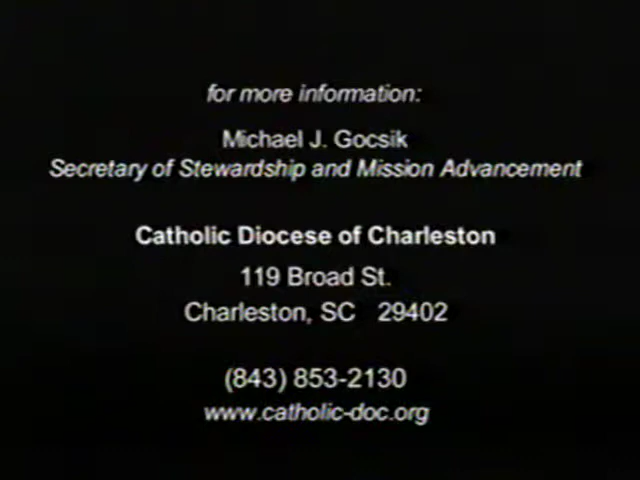 for more information:
Michael J. Gocsik
Secretary of Stewardship and Mission Advancement
Catholic Diocese of Charleston
119 Broad St.
Charleston, SC 29402
(843) 853-2130
www.catholic-doc.org